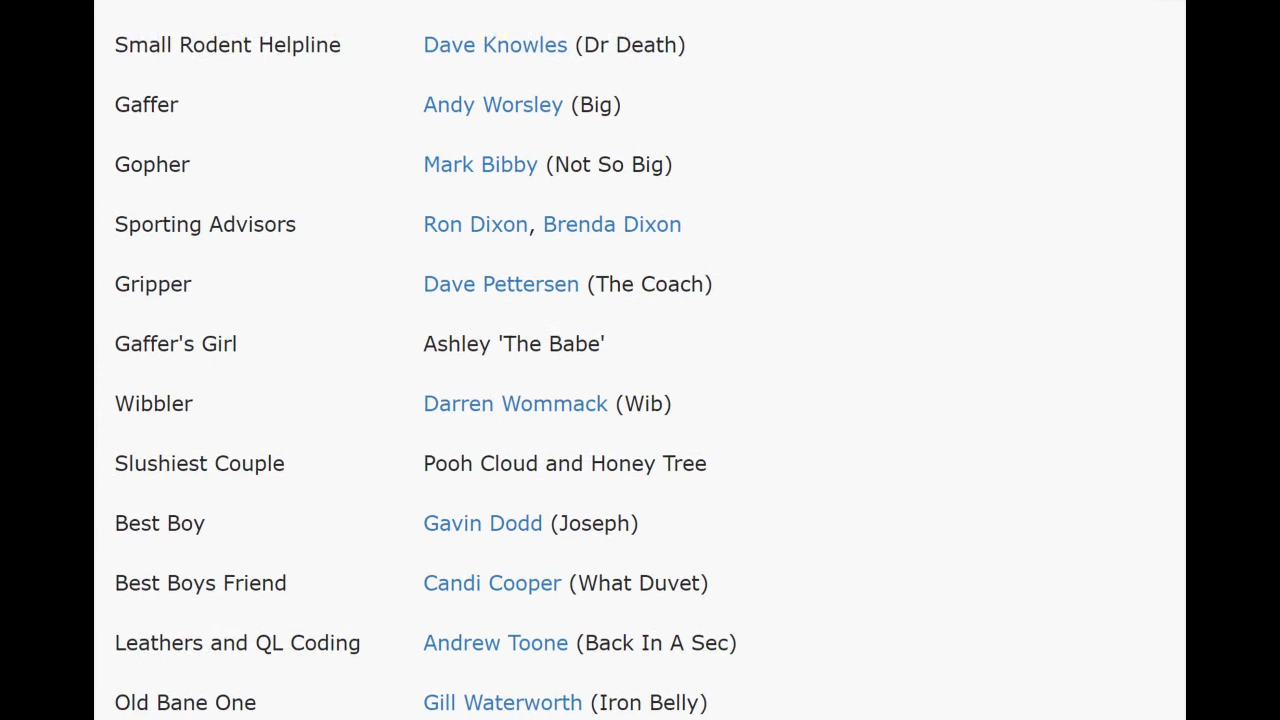 Small Rodent Helpline Dave Knowles (Dr Death)
Gaffer Andy Worsley (Big)
Gopher Mark Bibby (Not So Big)
Sporting Advisors Ron Dixon, Brenda Dixon
Gripper Dave Pettersen (The Coach)
Gaffer's Girl Ashley 'The Babe'
Wibbler Darren Wommack (Wib)
Slushiest Couple Pooh Cloud and Honey Tree
Best Boy Gavin Dodd (Joseph)
Best Boys Friend Candi Cooper (What Duvet)
Leathers and QL Coding Andrew Toone (Back In A Sec)
Old Bane One Gill Waterworth (Iron Belly)